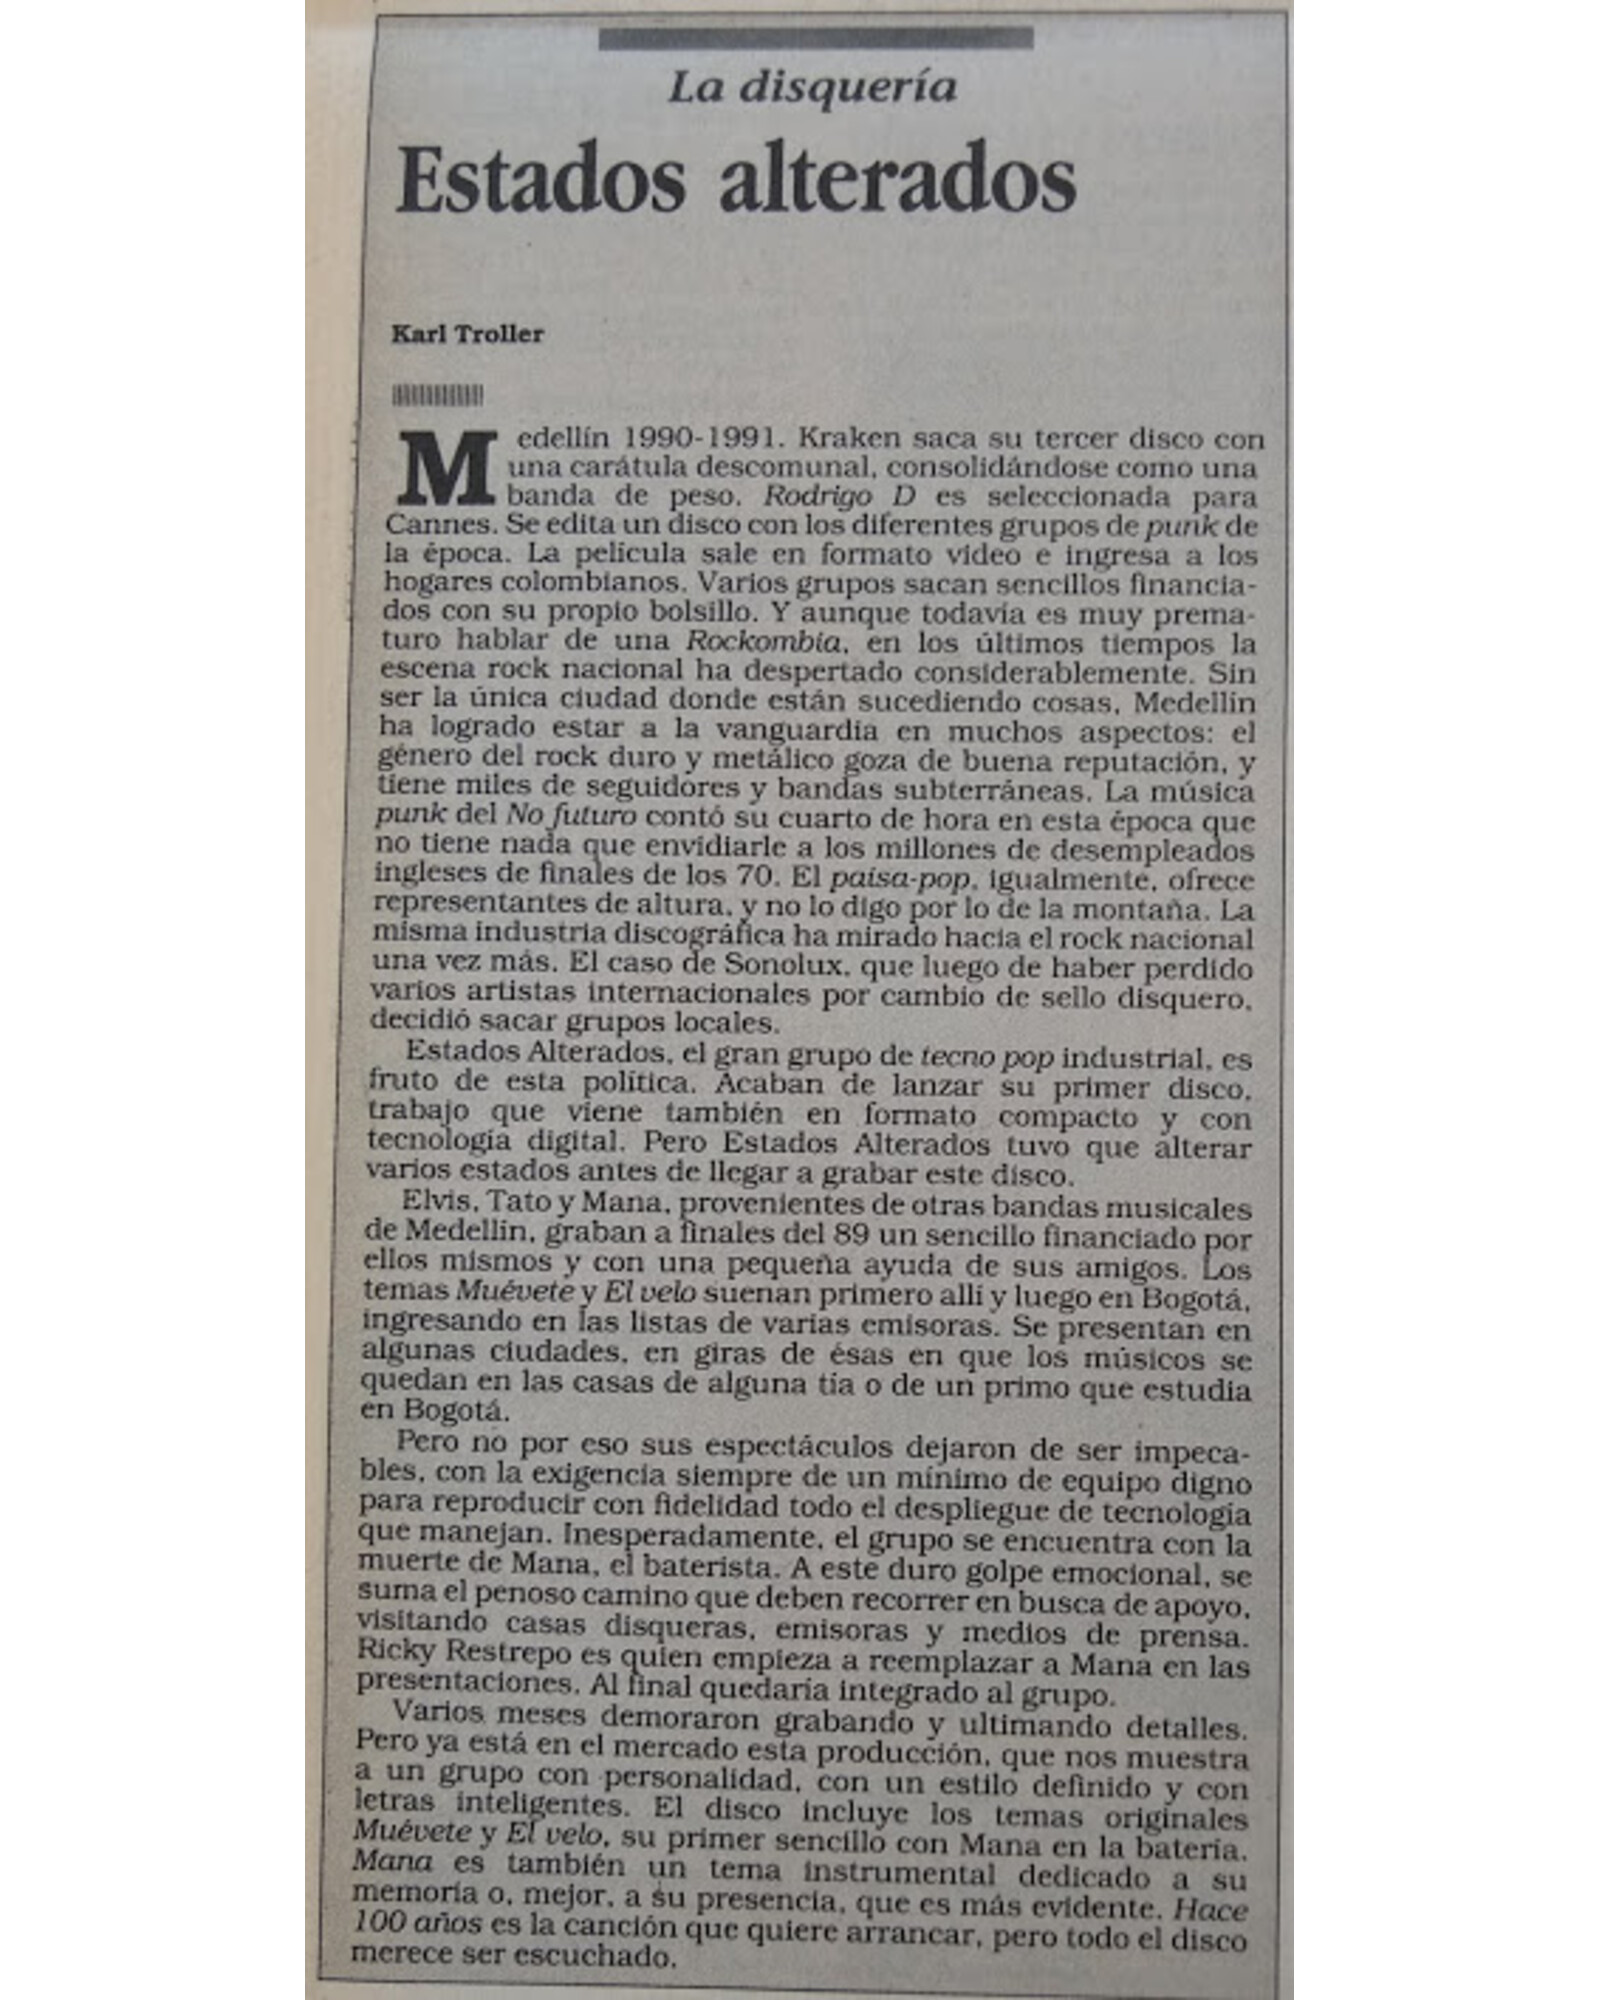 La disquería
Estados alterados
Karl Troller
Medellín 1990-1991. Kraken saca su tercer disco con
una carátula descomunal, consolidándose como una
banda de peso. Rodrigo D es seleccionada para
Cannes. Se edita un disco con los diferentes grupos de punk de
la época. La película sale en formato video e ingresa a los
hogares colombianos. Varios grupos sacan sencillos financia-
dos con su propio bolsillo. Y aunque todavía es muy prema-
turo hablar de una Rockombia, en los últimos tiempos la
escena rock nacional ha despertado considerablemente. Sin
ser la única ciudad donde están sucediendo cosas, Medellín
ha logrado estar a la vanguardia en muchos aspectos: el
género del rock duro y metálico goza de buena reputación, y
tiene miles de seguidores y bandas subterráneas. La música
punk del No futuro contó su cuarto de hora en esta época que
no tiene nada que envidiarle a los millones de desempleados
ingleses de finales de los 70. El paisa-pop, igualmente, ofrece
representantes de altura, y no lo digo por lo de la montaña. La
misma industria discográfica ha mirado hacia el rock nacional
una vez más. El caso de Sonolux, que luego de haber perdido
varios artistas internacionales por cambio de sello disquero,
decidió sacar grupos locales.
Estados Alterados, el gran grupo de tecno pop industrial, es
fruto de esta política. Acaban de lanzar su primer disco,
trabajo que viene también en formato compacto y con
tecnología digital. Pero Estados Alterados tuvo que alterar
varios estados antes de llegar a grabar este disco.
Elvis, Tato y Mana, provenientes de otras bandas musicales
de Medellín, graban a finales del 89 un sencillo financiado por
ellos mismos y con una pequeña ayuda de sus amigos. Los
temas Muévete y El velo suenan primero allí y luego en Bogotá,
ingresando en las listas de varias emisoras. Se presentan en
algunas ciudades, en giras de ésas en que los músicos se
quedan en las casas de alguna tía o de un primo que estudia
en Bogotá.
Pero no por eso sus espectáculos dejaron de ser impeca-
bles, con la exigencia siempre de un mínimo de equipo digno
para reproducir con fidelidad todo el despliegue de tecnología
que manejan. Inesperadamente, el grupo se encuentra con la
muerte de Mana, el baterista. A este duro golpe emocional, se
suma el penoso camino que deben recorrer en busca de apoyo,
visitando casas disqueras, emisoras y medios de prensa.
Ricky Restrepo es quien empieza a reemplazar a Mana en las
presentaciones. Al final quedaría integrado al grupo.
Varios meses demoraron grabando y ultimando detalles.
Pero ya está en el mercado esta producción, que nos muestra
a un grupo con personalidad, con un estilo definido y con
letras inteligentes. El disco incluye los temas originales
Muévete y El velo, su primer sencillo con Mana en la batería.
Mana es también un tema instrumental dedicado a su
memoria o, mejor, a su presencia, que es más evidente. Hace
100 años es la canción que quiere arrancar, pero todo el disco
merece ser escuchado.